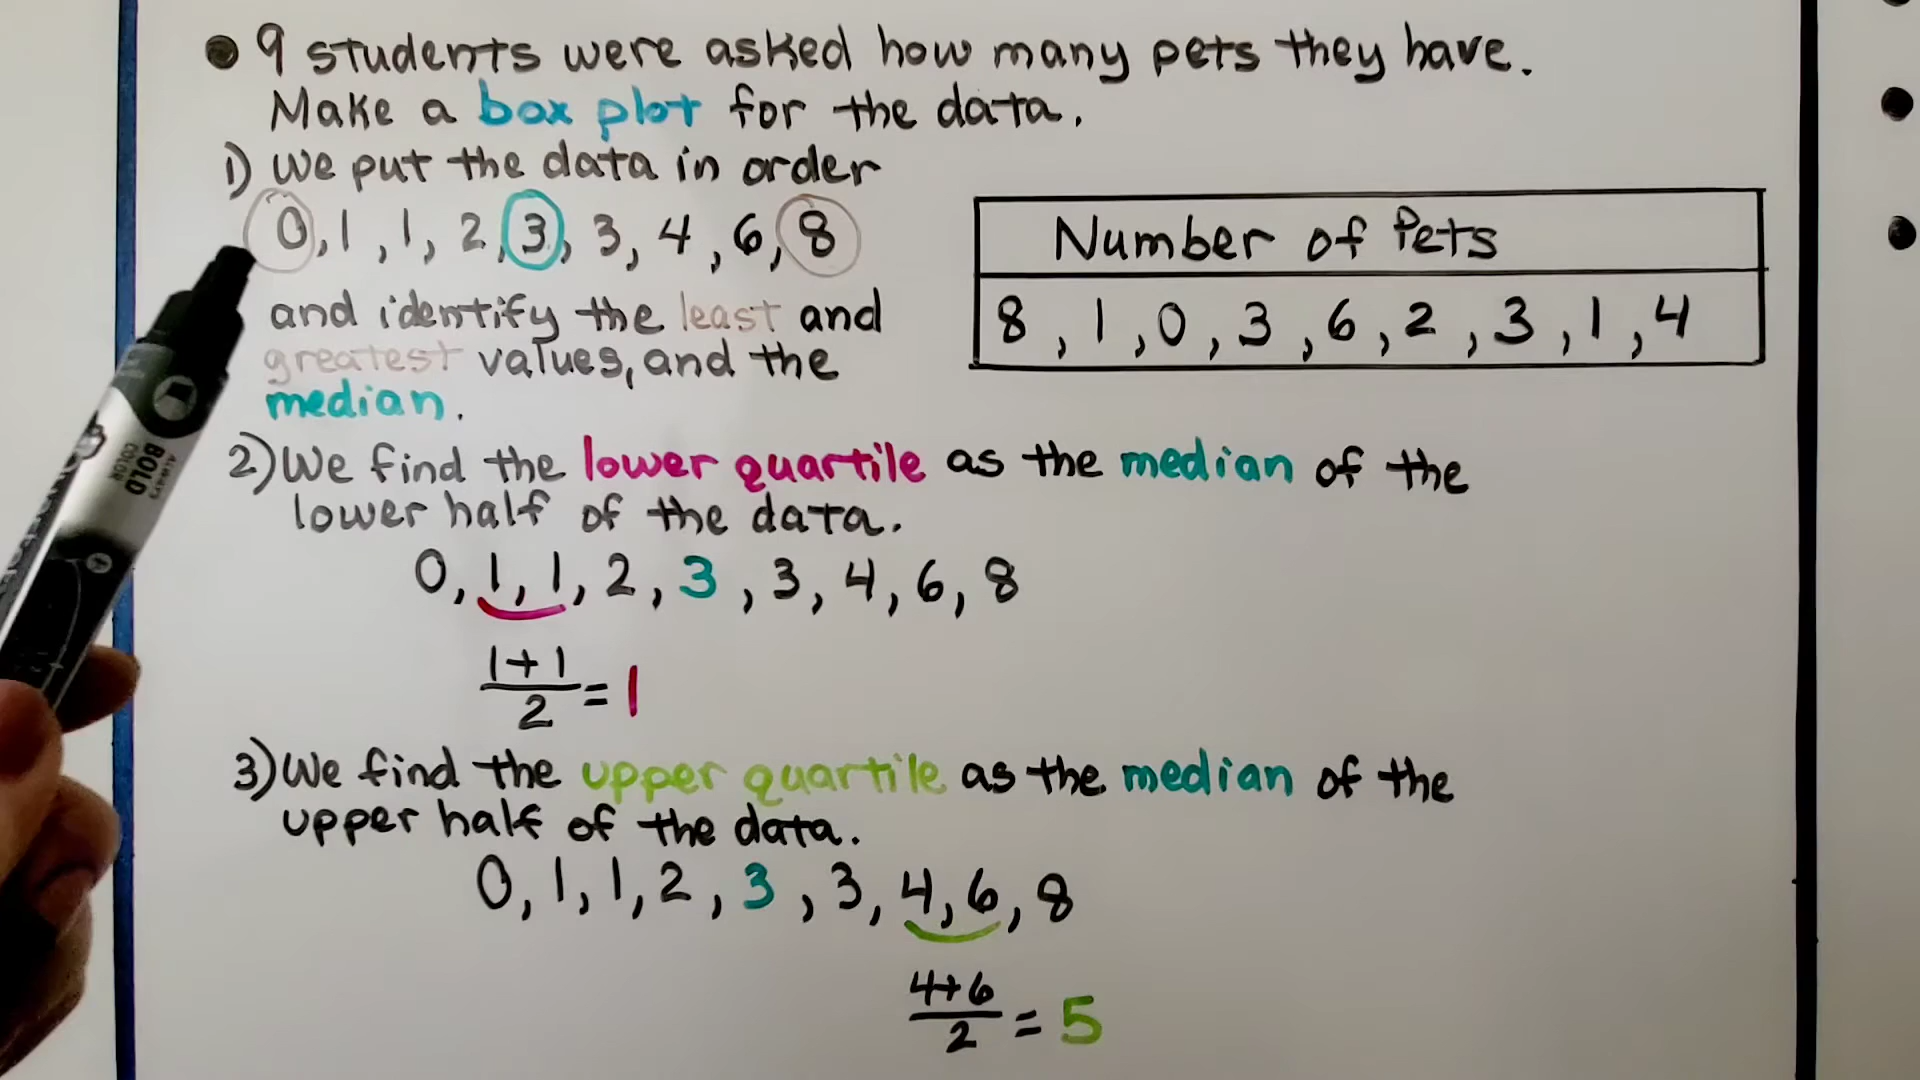 9 students were asked how many pets they have.
Make a box plot for the data.
1) We put the data in order
0, 1, 1, 2, 3, 3, 4, 6, 8
and identify the least and
greatest values, and the
median.
Number of Pets
8, 1, 0, 3, 6, 2, 3, 1, 4
2) We find the lower quartile as the median of the
lower half of the data.
0, 1, 1, 2, 3, 3, 4, 6, 8
1+1
2
= 1
3) We find the upper quartile as the median of the
upper half of the data.
0, 1, 1, 2, 3, 3, 4, 6, 8
4+6
2
= 5
BOLD
COLOR